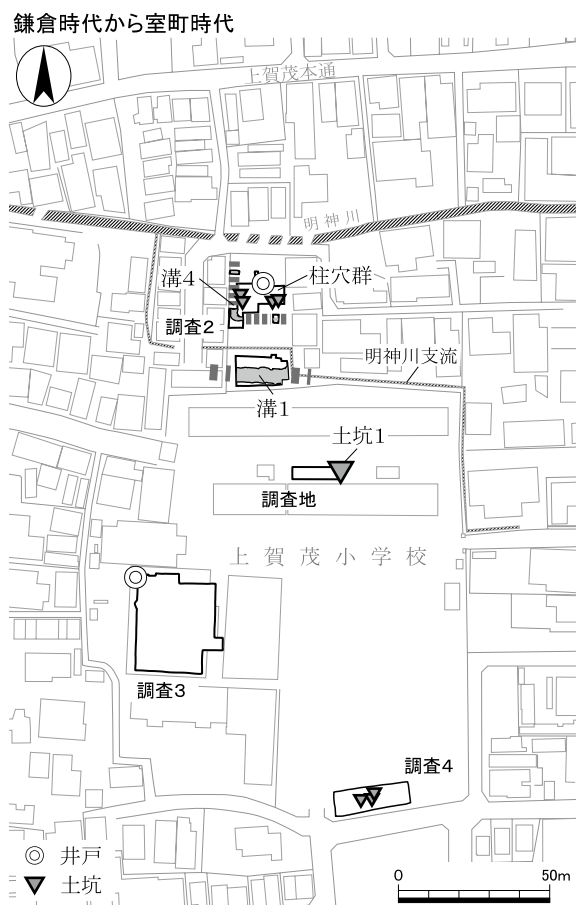 鎌倉時代から室町時代
上賀茂本通
明神川
溝4
柱穴群
調査2
明神川支流
溝1
土坑1
調査地
上賀茂小学校
調査3
調査4
井戸
土坑
0 50m